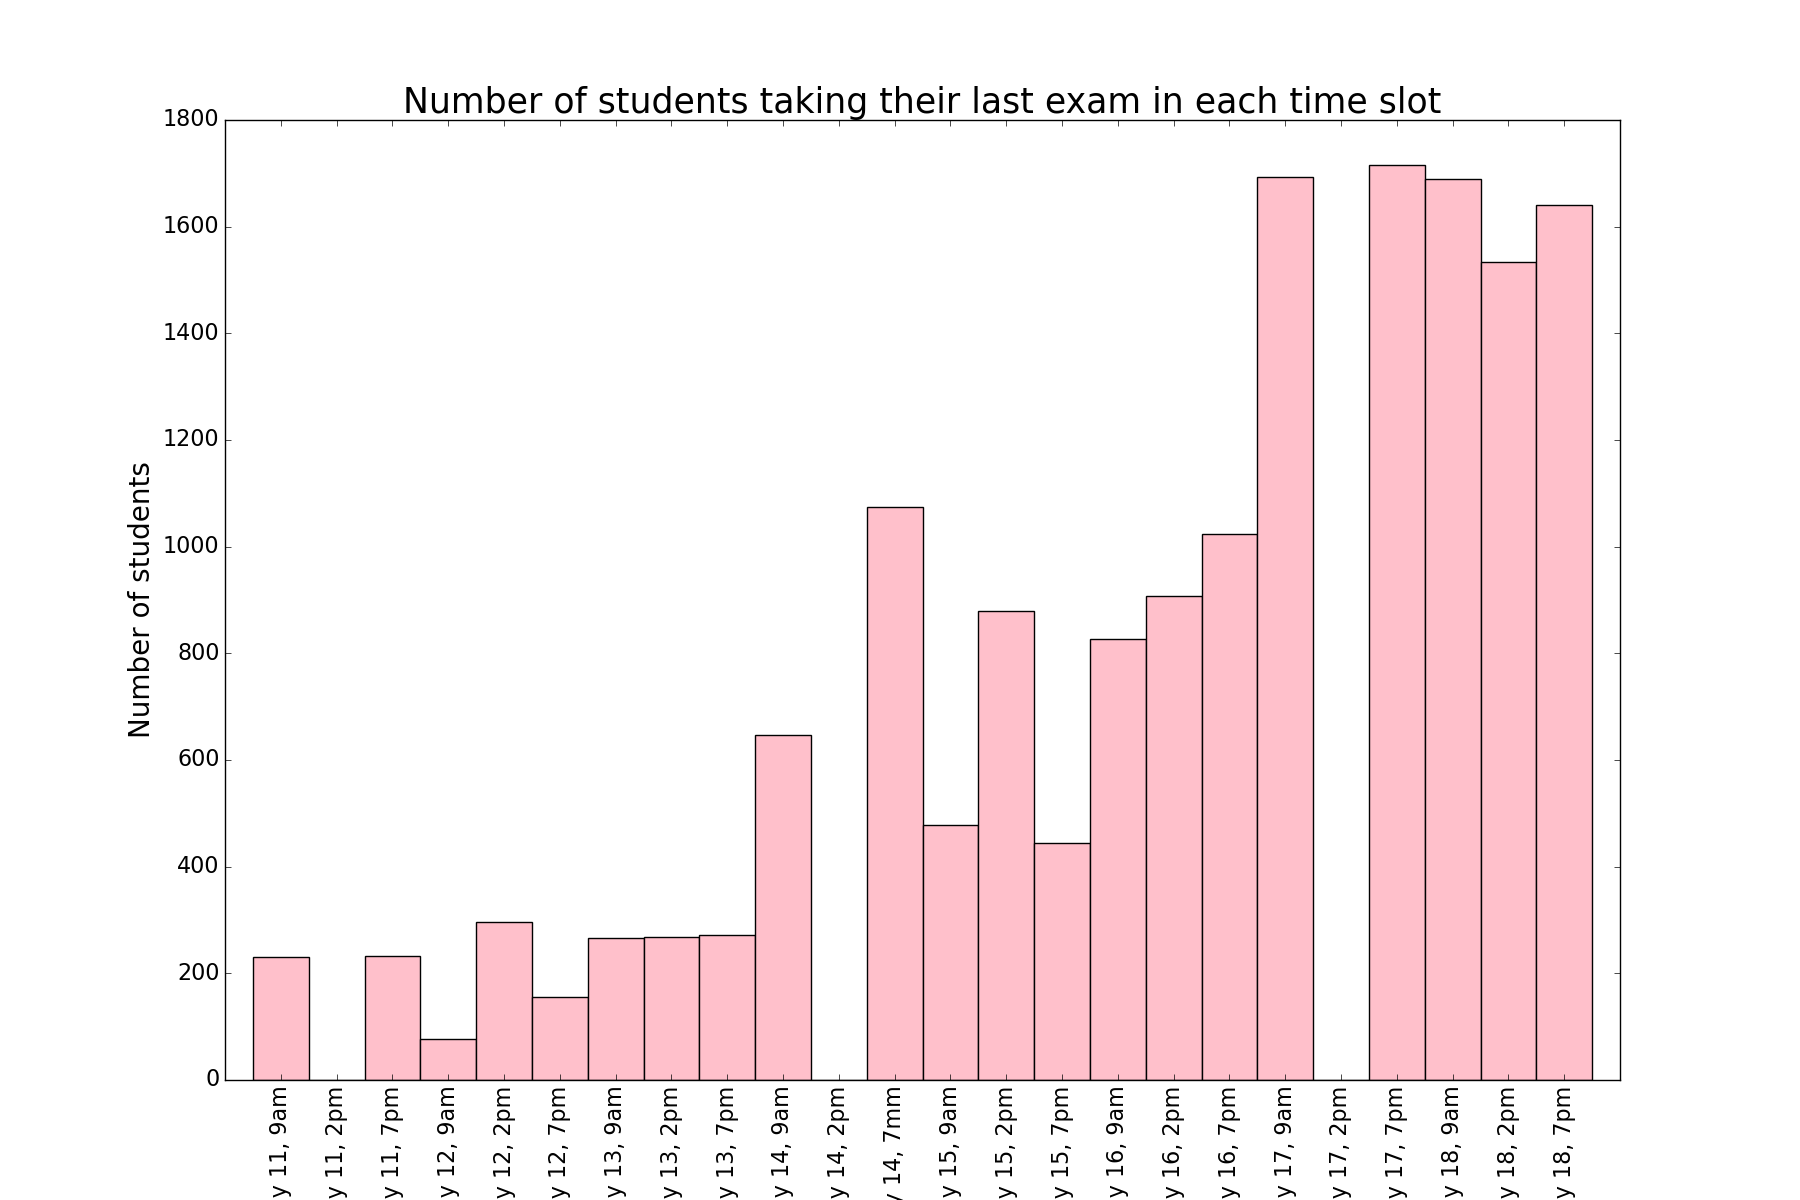 Number of students taking their last exam in each time slot
Number of students
1800
1600
1400
1200
1000
800
600
400
200
0
y 11, 9am
y 11, 2pm
y 11, 7pm
y 12, 9am
y 12, 2pm
y 12, 7pm
y 13, 9am
y 13, 2pm
y 13, 7pm
y 14, 9am
y 14, 2pm
y 14, 7mm
y 15, 9am
y 15, 2pm
y 15, 7pm
y 16, 9am
y 16, 2pm
y 16, 7pm
y 17, 9am
y 17, 2pm
y 17, 7pm
y 18, 9am
y 18, 2pm
y 18, 7pm